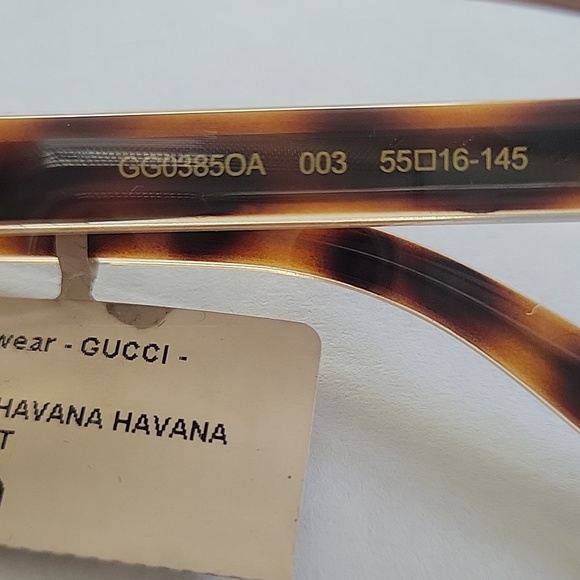 GG0385OA 003 55□16-145
wear - GUCCI -
HAVANA HAVANA
T